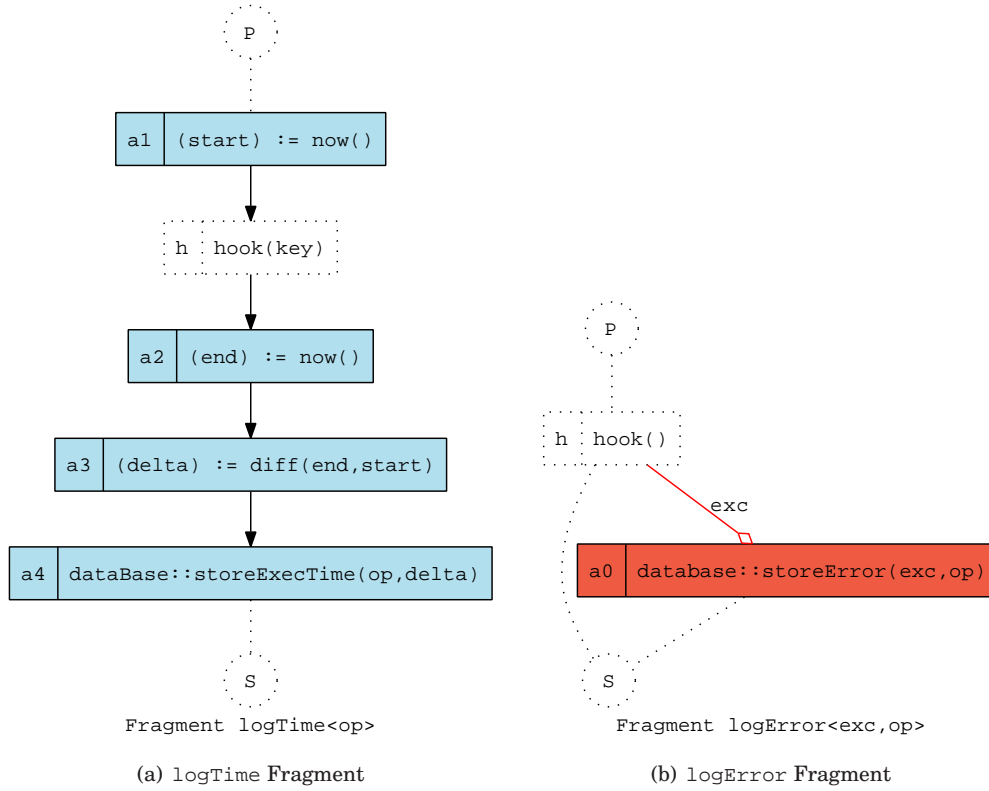 P
a1 (start) := now()
h hook(key)
a2 (end) := now()
a3 (delta) := diff(end,start)
a4 dataBase::storeExecTime(op,delta)
S
Fragment logTime<op>
(a) logTime Fragment
P
h hook()
exc
a0 database::storeError(exc,op)
S
Fragment logError<exc,op>
(b) logError Fragment